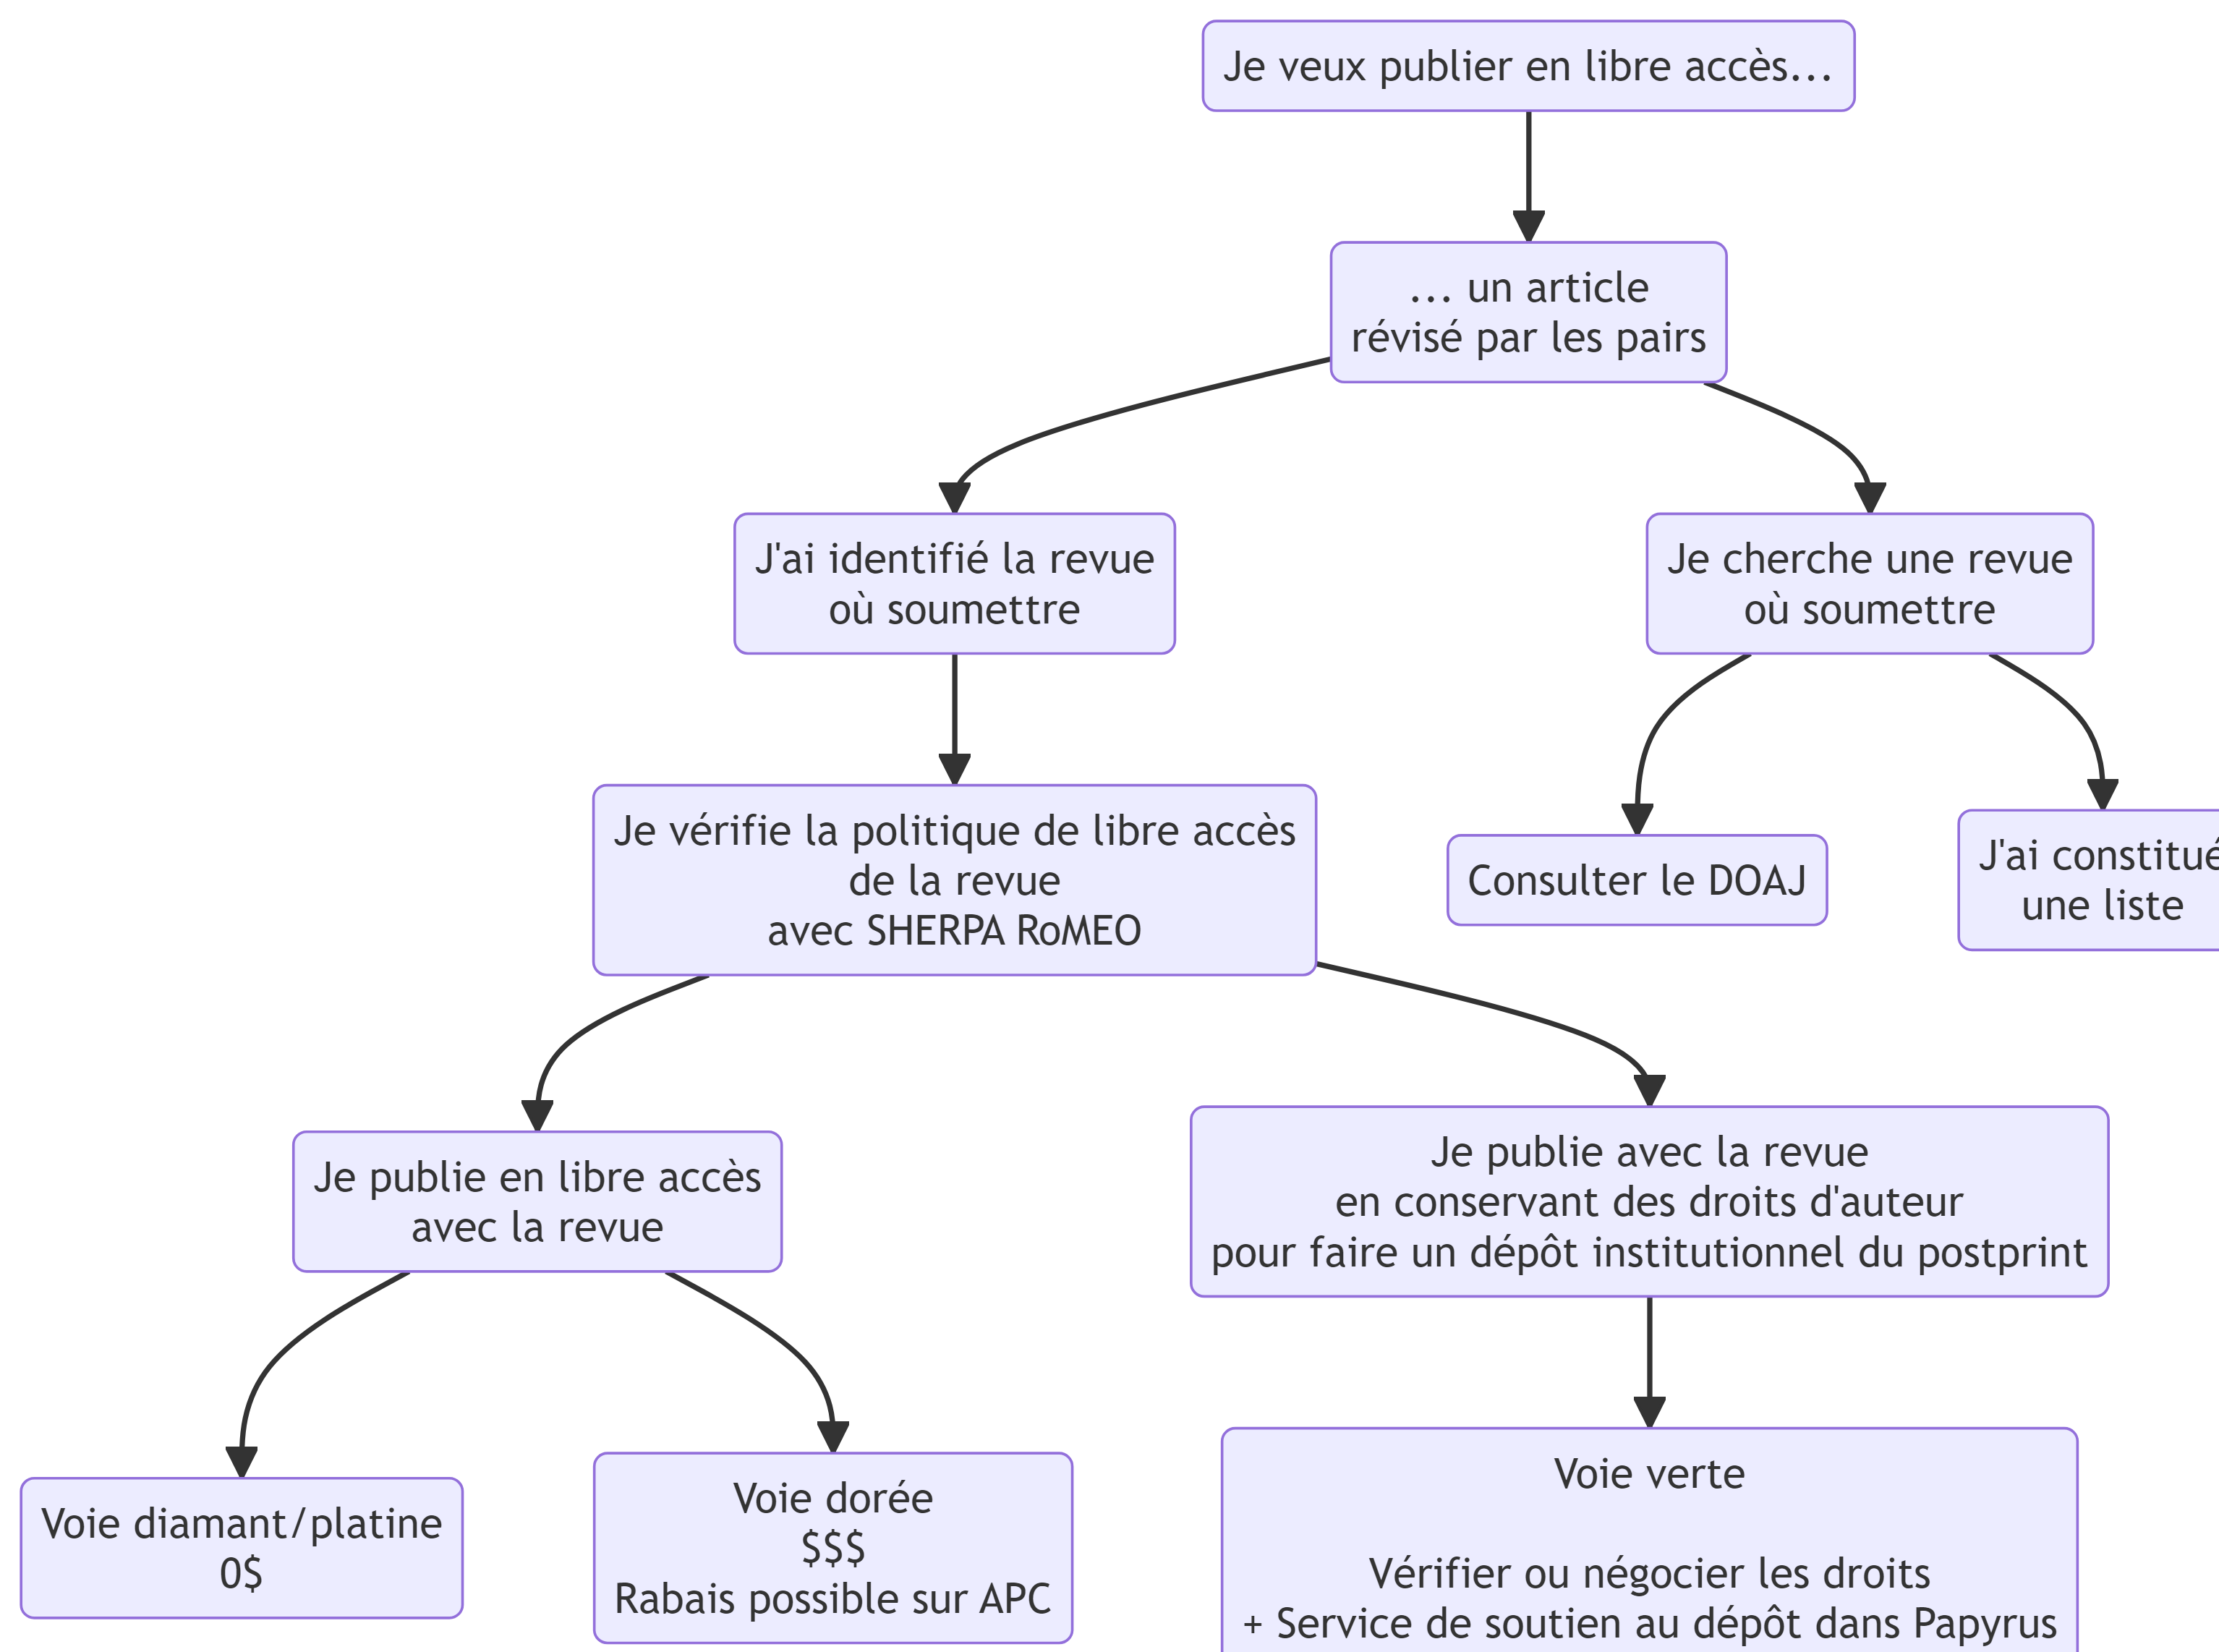 Je veux publier en libre accès...
... un article
révisé par les pairs
J'ai identifié la revue
où soumettre
Je cherche une revue
où soumettre
Je vérifie la politique de libre accès
de la revue
avec SHERPA RoMEO
Consulter le DOAJ
J'ai constitué
une liste
Je publie en libre accès
avec la revue
Je publie avec la revue
en conservant des droits d'auteur
pour faire un dépôt institutionnel du postprint
Voie diamant/platine
0$
Voie dorée
$$$
Rabais possible sur APC
Voie verte
Vérifier ou négocier les droits
+ Service de soutien au dépôt dans Papyrus